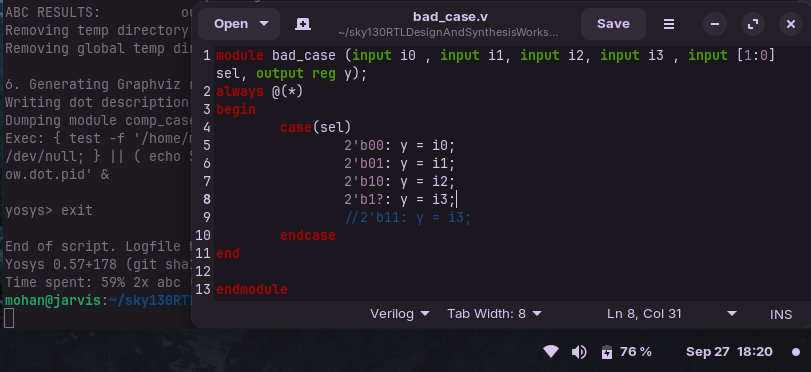 ABC RESULTS:
Removing temp directory
Removing global temp dir
6. Generating Graphviz
Writing dot description
Dumping module comp_case
Exec: { test -f '/home/m
/dev/null; } || ( echo
ow.dot.pid' &
yosys> exit
End of script. Logfile
Yosys 0.57+178 (git sha1
Time spent: 59% 2x abc
mohan@jarvis:~/sky130RTL
Open
bad_case.v
~/sky130RTLDesignAndSynthesisWorks...
Save
1 module bad_case (input i0 , input i1, input i2, input i3 , input [1:0]
sel, output reg y);
2 always @(*)
3 begin
4 case(sel)
5 2'b00: y = i0;
6 2'b01: y = i1;
7 2'b10: y = i2;
8 2'b1?: y = i3;
9 //2'b11: y = i3;
10 endcase
11 end
12
13 endmodule
Verilog Tab Width: 8 Ln 8, Col 31 INS
76 % Sep 27 18:20